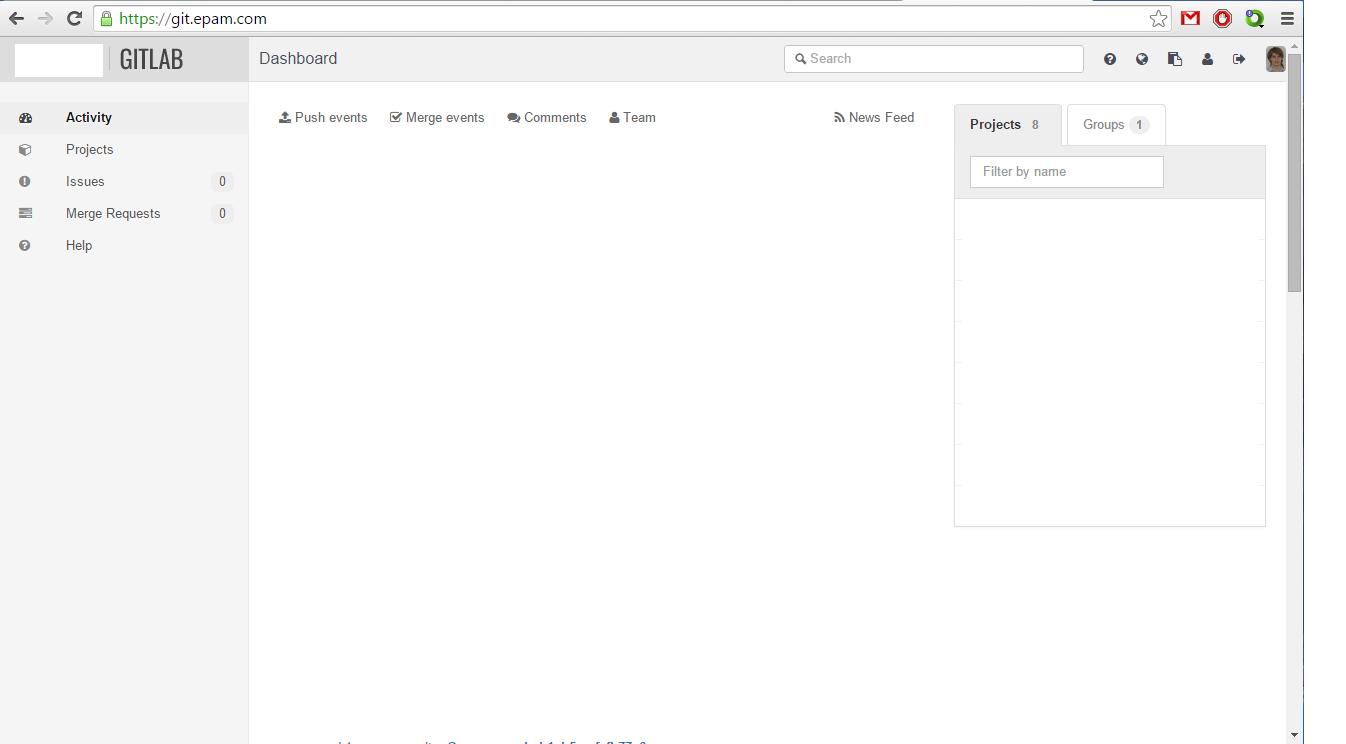 https://git.epam.com
GITLAB
Dashboard
Search
Activity
Projects
Issues 0
Merge Requests 0
Help
Push events Merge events Comments Team News Feed
Projects 8 Groups 1
Filter by name